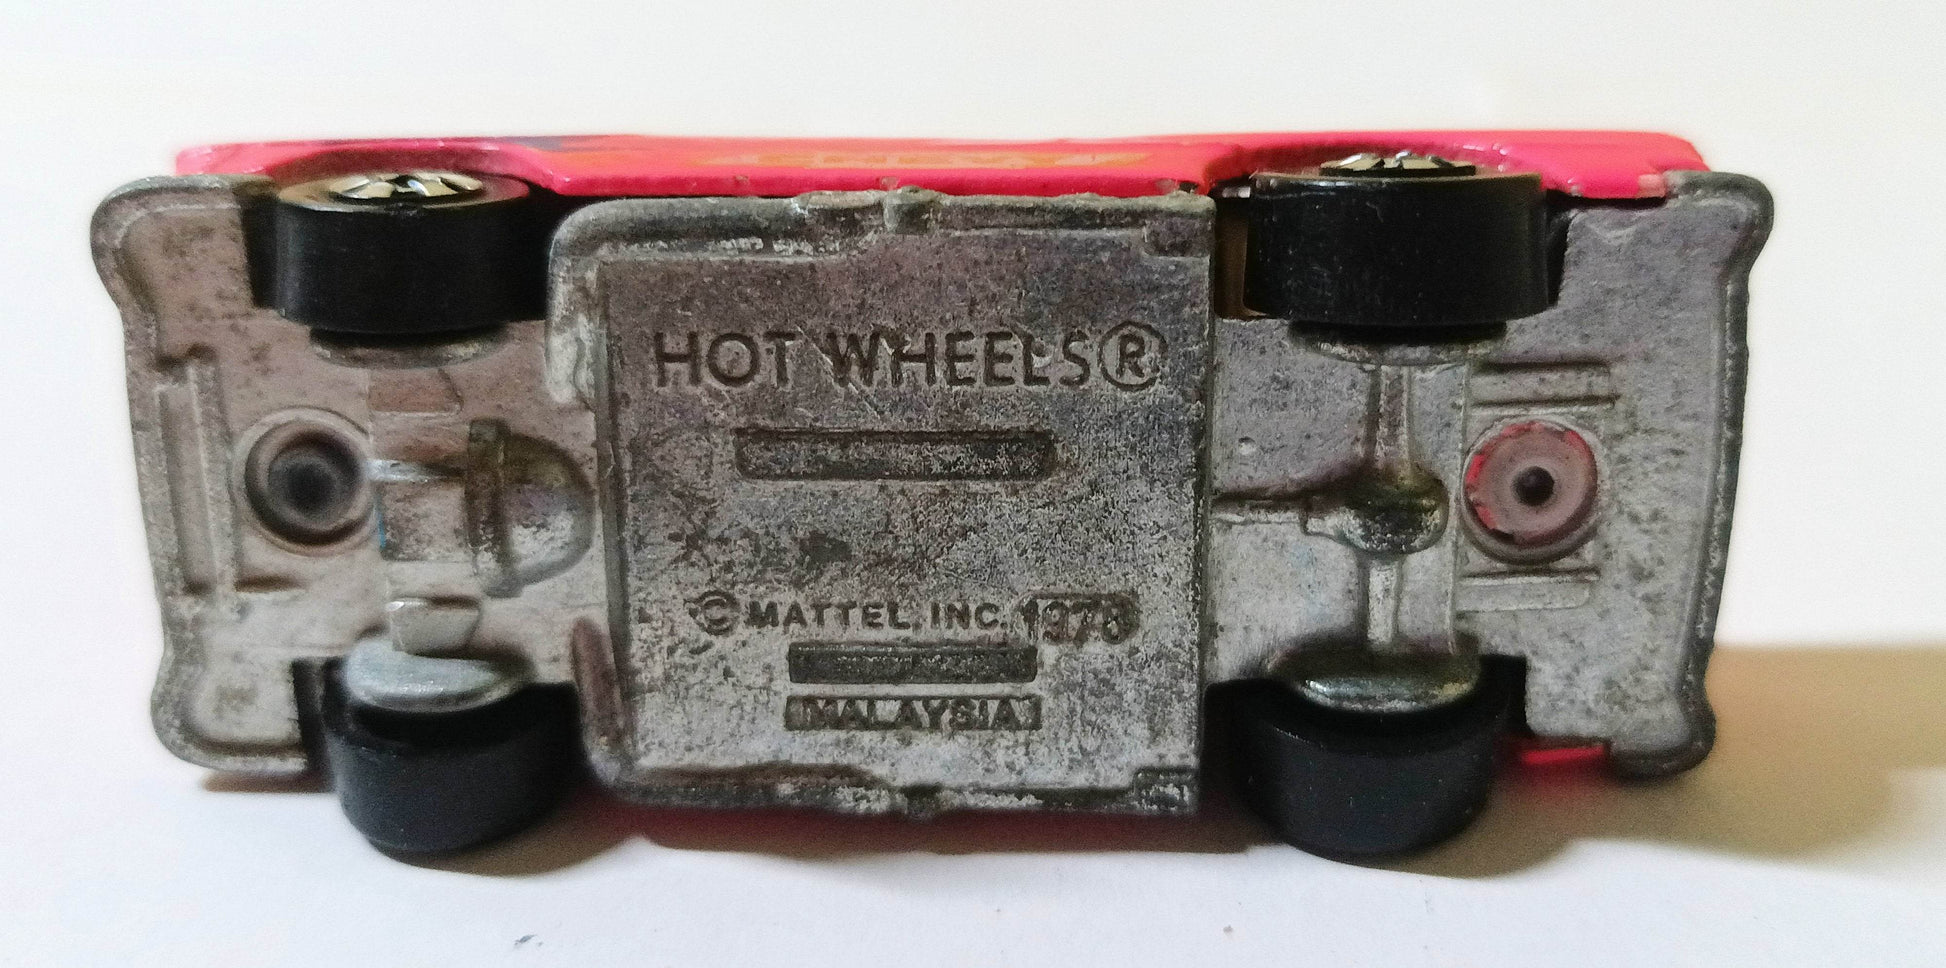 HOT WHEELS®
© MATTEL, INC. 1978
MALAYSIA